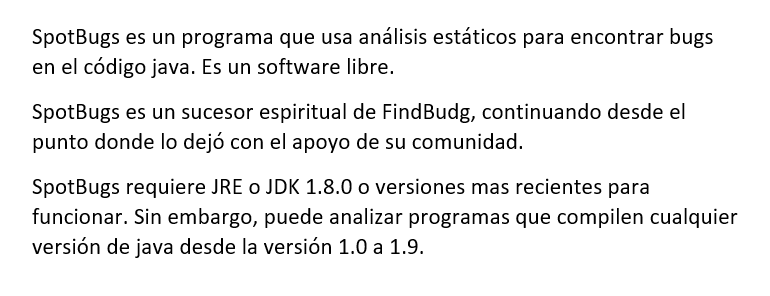 SpotBugs es un programa que usa análisis estáticos para encontrar bugs
en el código java. Es un software libre.
SpotBugs es un sucesor espiritual de FindBudg, continuando desde el
punto donde lo dejó con el apoyo de su comunidad.
SpotBugs requiere JRE o JDK 1.8.0 o versiones mas recientes para
funcionar. Sin embargo, puede analizar programas que compilen cualquier
versión de java desde la versión 1.0 a 1.9.